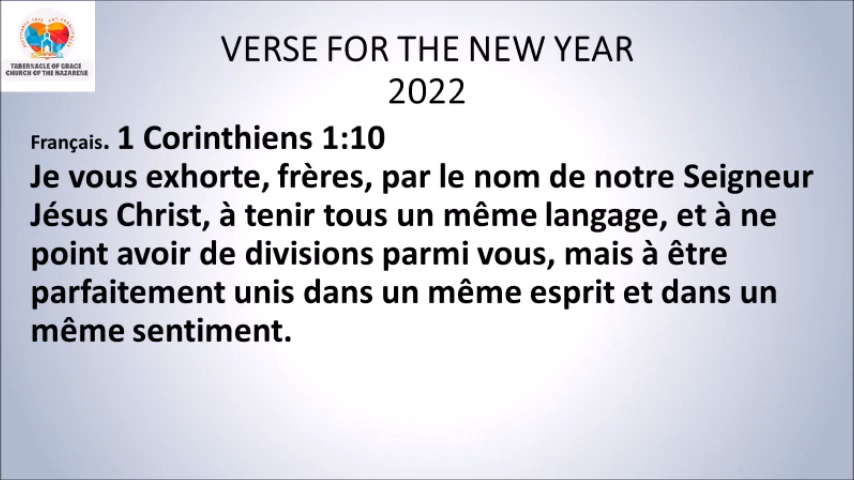 TABERNACLE OF GRACE
CHURCH OF THE NAZARENE
VERSE FOR THE NEW YEAR
2022
Français. 1 Corinthiens 1:10
Je vous exhorte, frères, par le nom de notre Seigneur
Jésus Christ, à tenir tous un même langage, et à ne
point avoir de divisions parmi vous, mais à être
parfaitement unis dans un même esprit et dans un
même sentiment.